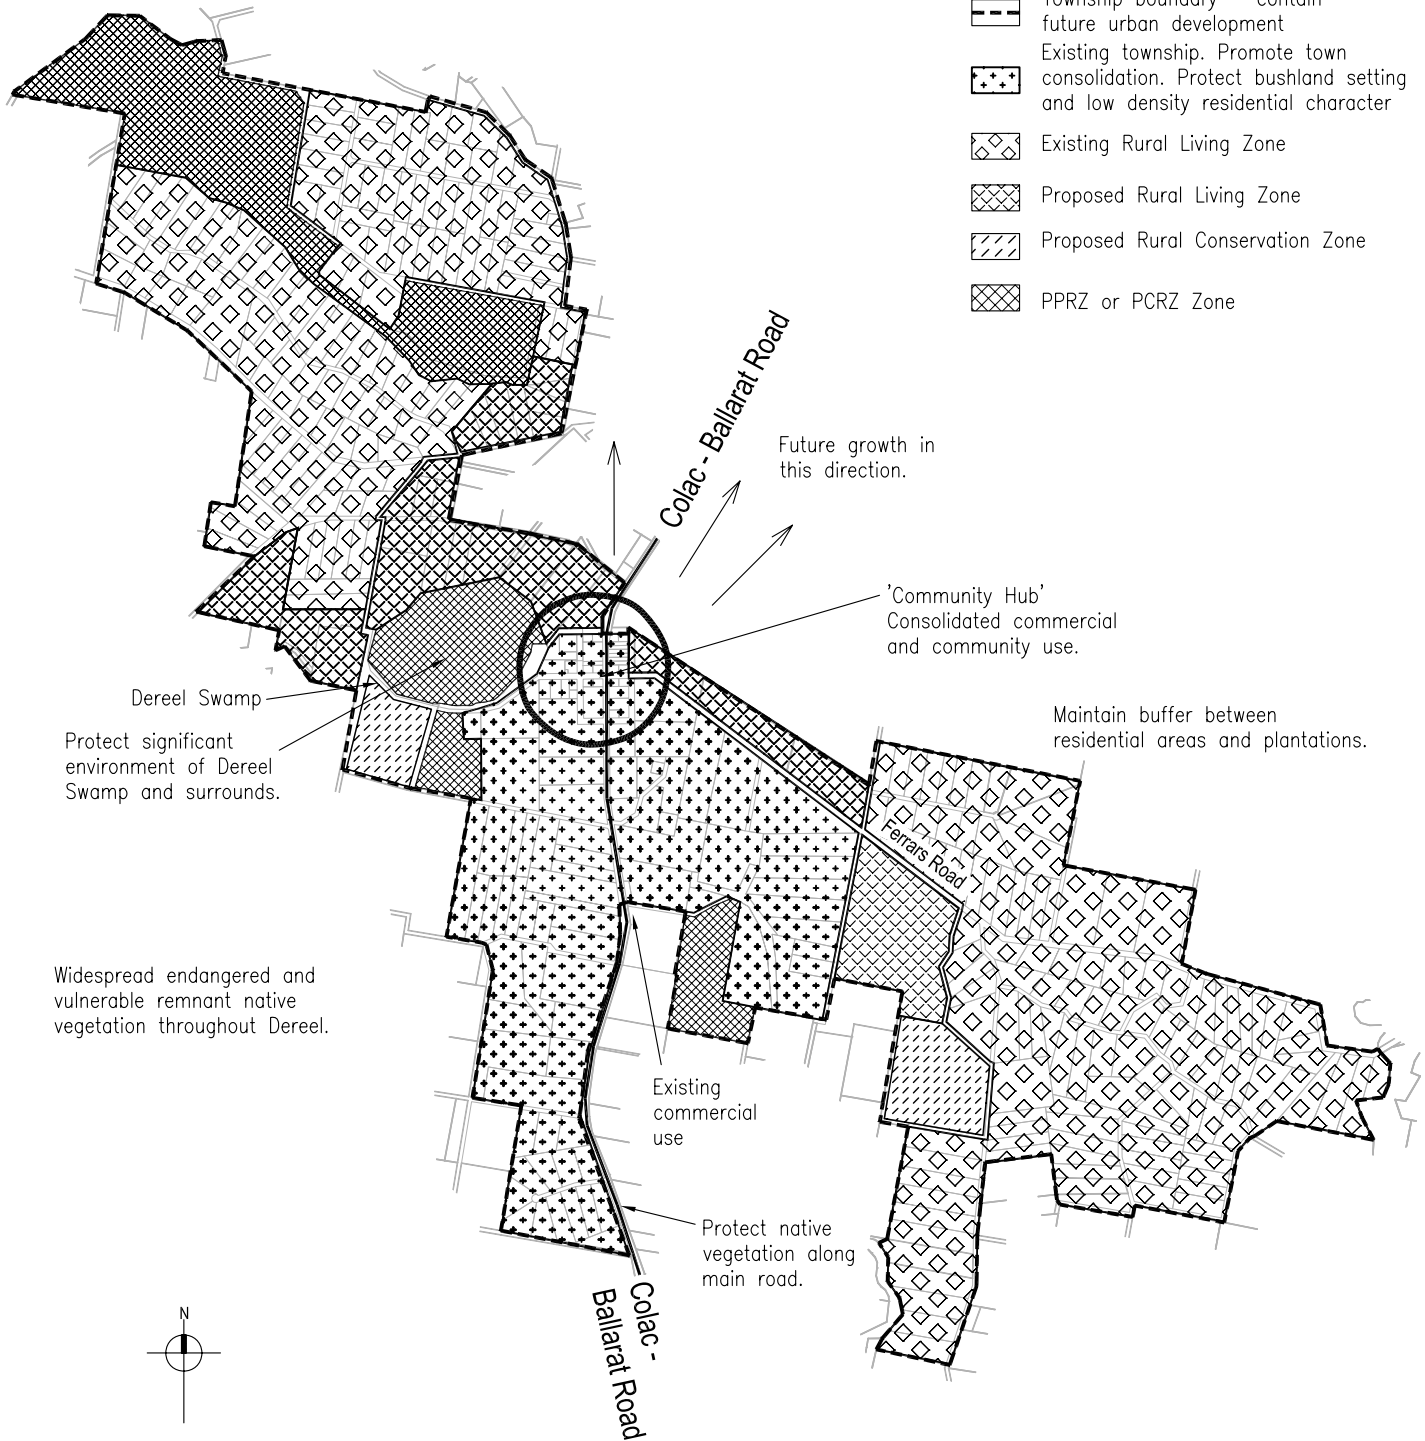 Township boundary – contain
future urban development
Existing township. Promote town
consolidation. Protect bushland setting
and low density residential character
Existing Rural Living Zone
Proposed Rural Living Zone
Proposed Rural Conservation Zone
PPRZ or PCRZ Zone
Colac - Ballarat Road
Future growth in
this direction.
'Community Hub'
Consolidated commercial
and community use.
Dereel Swamp
Protect significant
environment of Dereel
Swamp and surrounds.
Maintain buffer between
residential areas and plantations.
Ferrars Road
Widespread endangered and
vulnerable remnant native
vegetation throughout Dereel.
Existing
commercial
use
Protect native
vegetation along
main road.
Colac -
Ballarat Road
N